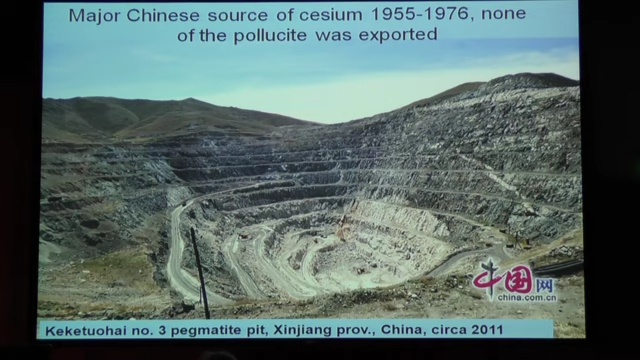 Major Chinese source of cesium 1955-1976, none
of the pollucite was exported
中国网
china.com.cn
Keketuohai no. 3 pegmatite pit, Xinjiang prov., China, circa 2011